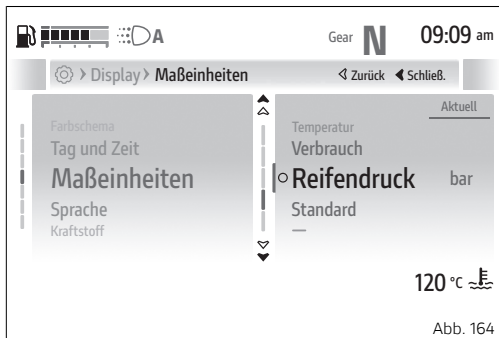 A Gear N 09:09 am
Display Maßeinheiten Zurück Schließ.
Aktuell
Farbschema
Tag und Zeit
Maßeinheiten
Sprache
Kraftstoff
Temperatur
Verbrauch
Reifendruck bar
Standard
—
120 °C
Abb. 164